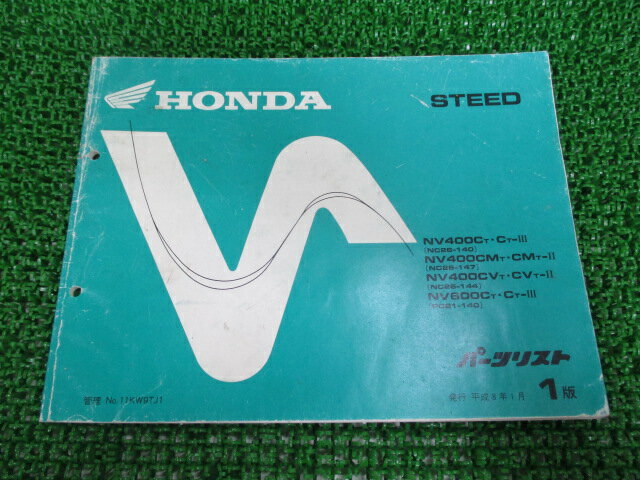 HONDA
STEED
NV400CT・CT-III
(NC26-140)
NV400CMT・CMT-II
(NC26-147)
NV400CVT・CVT-II
(NC26-144)
NV600CT・CT-III
(PC21-140)
パーツリスト
管理 No.11KW9TJ1
発行 平成8年1月 1版